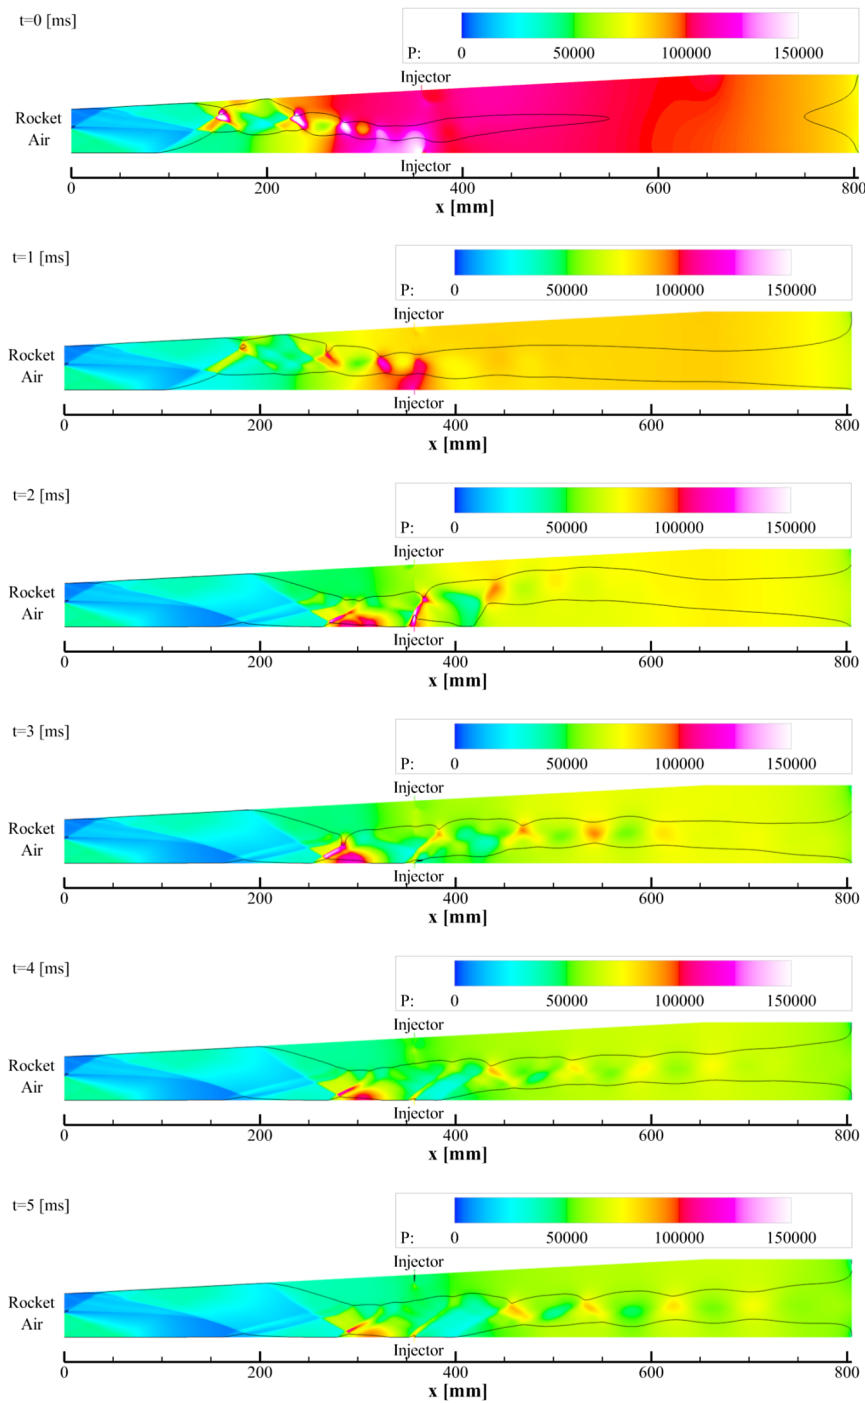 t=0 [ms]
P: 0 50000 100000 150000
Injector
Rocket
Air
Injector
0 200 400 600 800
x [mm]
t=1 [ms]
P: 0 50000 100000 150000
Injector
Rocket
Air
Injector
0 200 400 600 800
x [mm]
t=2 [ms]
P: 0 50000 100000 150000
Injector
Rocket
Air
Injector
0 200 400 600 800
x [mm]
t=3 [ms]
P: 0 50000 100000 150000
Injector
Rocket
Air
Injector
0 200 400 600 800
x [mm]
t=4 [ms]
P: 0 50000 100000 150000
Injector
Rocket
Air
Injector
0 200 400 600 800
x [mm]
t=5 [ms]
P: 0 50000 100000 150000
Injector
Rocket
Air
Injector
0 200 400 600 800
x [mm]